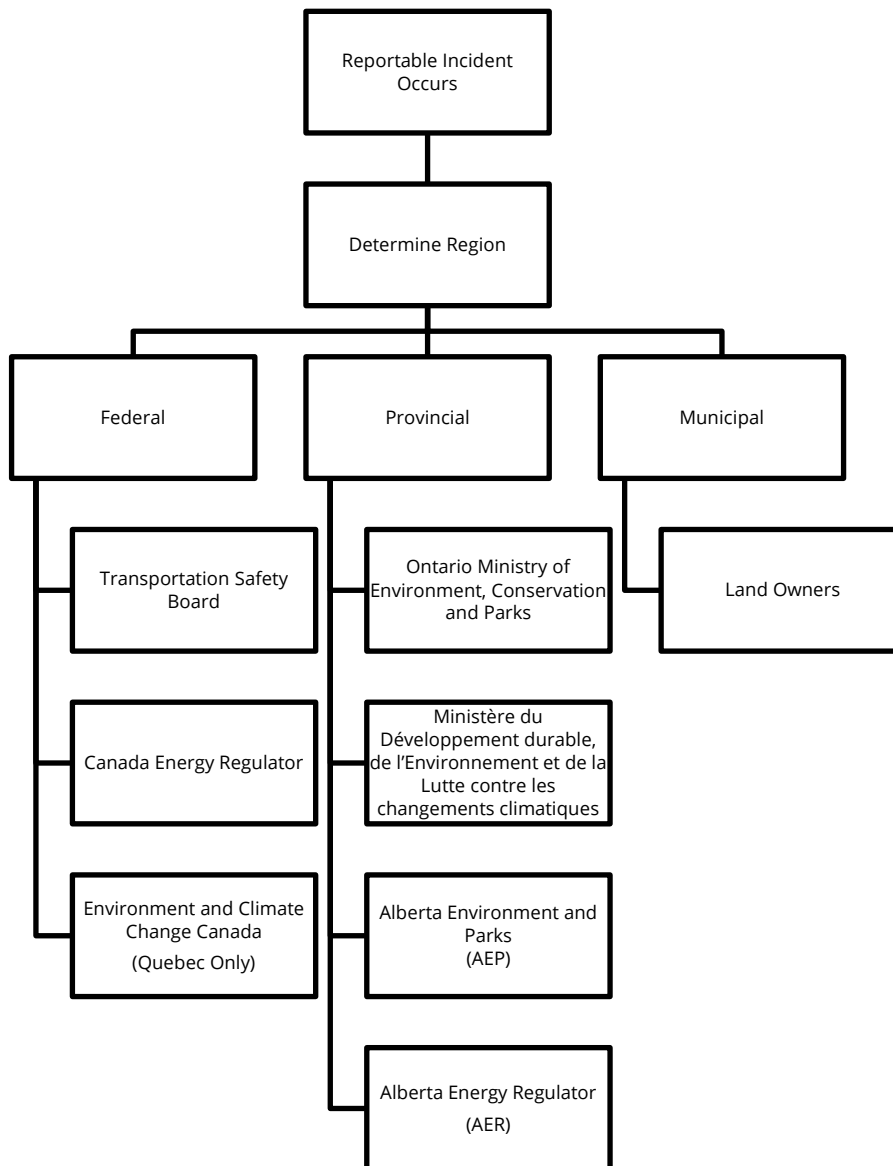 Reportable Incident
Occurs
Determine Region
Federal
Provincial
Municipal
Transportation Safety
Board
Ontario Ministry of
Environment, Conservation
and Parks
Land Owners
Canada Energy Regulator
Ministère du
Développement durable,
de l’Environnement et de la
Lutte contre les
changements climatiques
Environment and Climate
Change Canada
(Quebec Only)
Alberta Environment and
Parks
(AEP)
Alberta Energy Regulator
(AER)